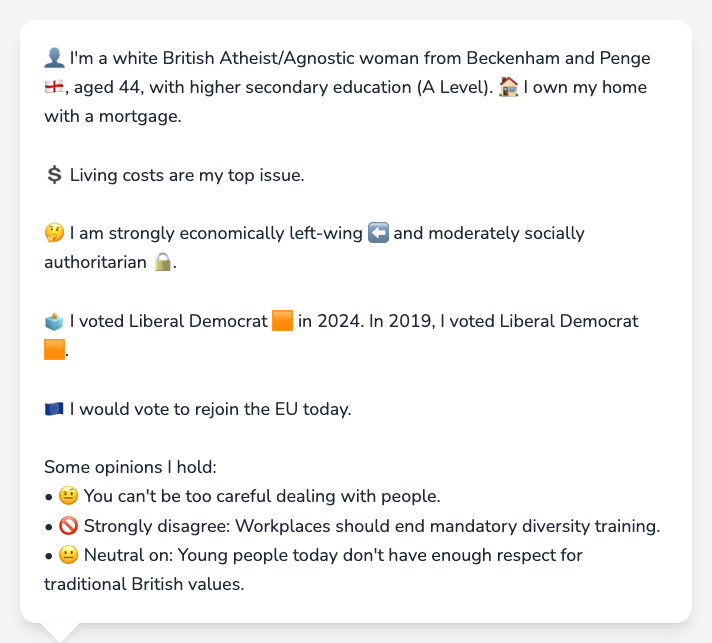 👤 I'm a white British Atheist/Agnostic woman from Beckenham and Penge
🏴󠁧󠁢󠁥󠁮󠁧󠁿, aged 44, with higher secondary education (A Level). 🏠 I own my home
with a mortgage.
💲 Living costs are my top issue.
🤔 I am strongly economically left-wing ⬅️ and moderately socially
authoritarian 🔒.
🗳️ I voted Liberal Democrat 🟧 in 2024. In 2019, I voted Liberal Democrat
🟧.
🇪🇺 I would vote to rejoin the EU today.
Some opinions I hold:
• 🤨 You can't be too careful dealing with people.
• 🚫 Strongly disagree: Workplaces should end mandatory diversity training.
• 😐 Neutral on: Young people today don't have enough respect for
traditional British values.